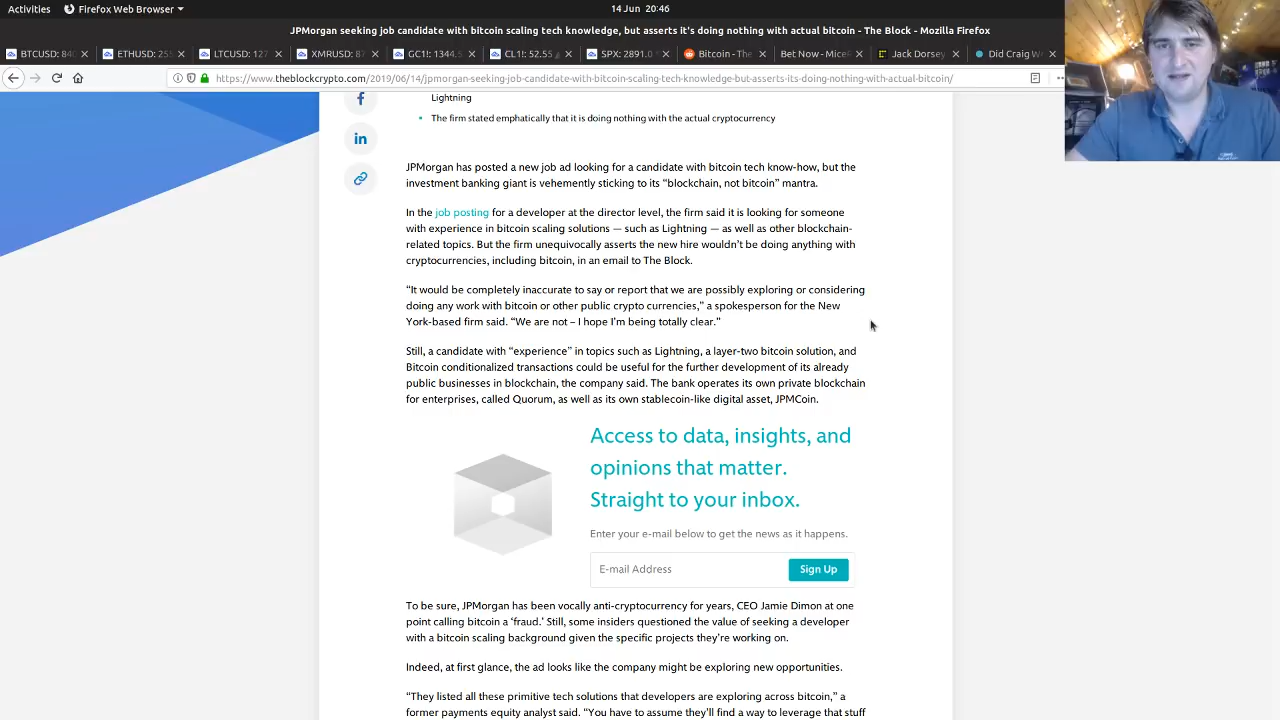 Activities Firefox Web Browser 14 Jun 20:46
JPMorgan seeking job candidate with bitcoin scaling tech knowledge, but asserts it's doing nothing with actual bitcoin - The Block - Mozilla Firefox
BTCUSD: 840 ETHUSD: 25 LTCUSD: 127 XMRUSD: 8 GC1!: 1344.5 CL1!: 52.55 SPX: 2891.0 Bitcoin - The Bet Now - Mice Jack Dorsey Did Craig W
https://www.theblockcrypto.com/2019/06/14/jpmorgan-seeking-job-candidate-with-bitcoin-scaling-tech-knowledge-but-asserts-its-doing-nothing-with-actual-bitcoin/
Lightning
• The firm stated emphatically that it is doing nothing with the actual cryptocurrency
JPMorgan has posted a new job ad looking for a candidate with bitcoin tech know-how, but the
investment banking giant is vehemently sticking to its “blockchain, not bitcoin” mantra.
In the job posting for a developer at the director level, the firm said it is looking for someone
with experience in bitcoin scaling solutions — such as Lightning — as well as other blockchain-
related topics. But the firm unequivocally asserts the new hire wouldn’t be doing anything with
cryptocurrencies, including bitcoin, in an email to The Block.
“It would be completely inaccurate to say or report that we are possibly exploring or considering
doing any work with bitcoin or other public crypto currencies,” a spokesperson for the New
York-based firm said. “We are not – I hope I’m being totally clear.”
Still, a candidate with “experience” in topics such as Lightning, a layer-two bitcoin solution, and
Bitcoin conditionalized transactions could be useful for the further development of its already
public businesses in blockchain, the company said. The bank operates its own private blockchain
for enterprises, called Quorum, as well as its own stablecoin-like digital asset, JPMCoin.
Access to data, insights, and
opinions that matter.
Straight to your inbox.
Enter your e-mail below to get the news as it happens.
E-mail Address Sign Up
To be sure, JPMorgan has been vocally anti-cryptocurrency for years, CEO Jamie Dimon at one
point calling bitcoin a ‘fraud.’ Still, some insiders questioned the value of seeking a developer
with a bitcoin scaling background given the specific projects they’re working on.
Indeed, at first glance, the ad looks like the company might be exploring new opportunities.
“They listed all these primitive tech solutions that developers are exploring across bitcoin,” a
former payments equity analyst said. “You have to assume they’ll find a way to leverage that stuff